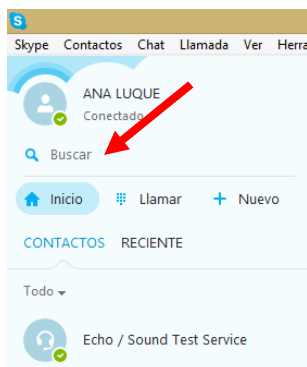 Skype Contactos Chat Llamada Ver Herra
ANA LUQUE
Conectado
Buscar
Inicio Llamar + Nuevo
CONTACTOS RECIENTE
Todo
Echo / Sound Test Service